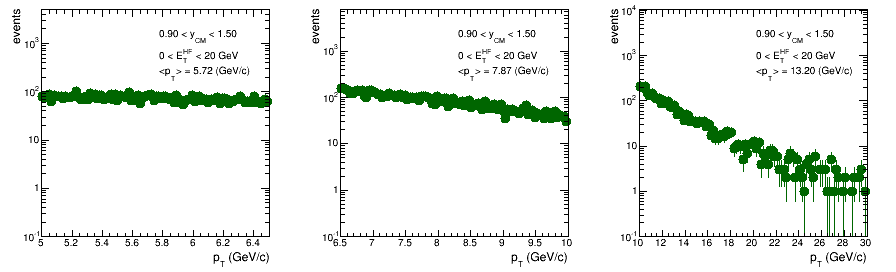 events
0.90 < y_CM < 1.50
0 < E_T^HF < 20 GeV
<p_T> = 5.72 (GeV/c)
10^3
10^2
10
1
10^-1
5 5.2 5.4 5.6 5.8 6 6.2 6.4
p_T (GeV/c)
events
0.90 < y_CM < 1.50
0 < E_T^HF < 20 GeV
<p_T> = 7.87 (GeV/c)
10^3
10^2
10
1
10^-1
6.5 7 7.5 8 8.5 9 9.5 10
p_T (GeV/c)
events
10^4
0.90 < y_CM < 1.50
0 < E_T^HF < 20 GeV
<p_T> = 13.20 (GeV/c)
10^3
10^2
10
1
10^-1
10 12 14 16 18 20 22 24 26 28 30
p_T (GeV/c)